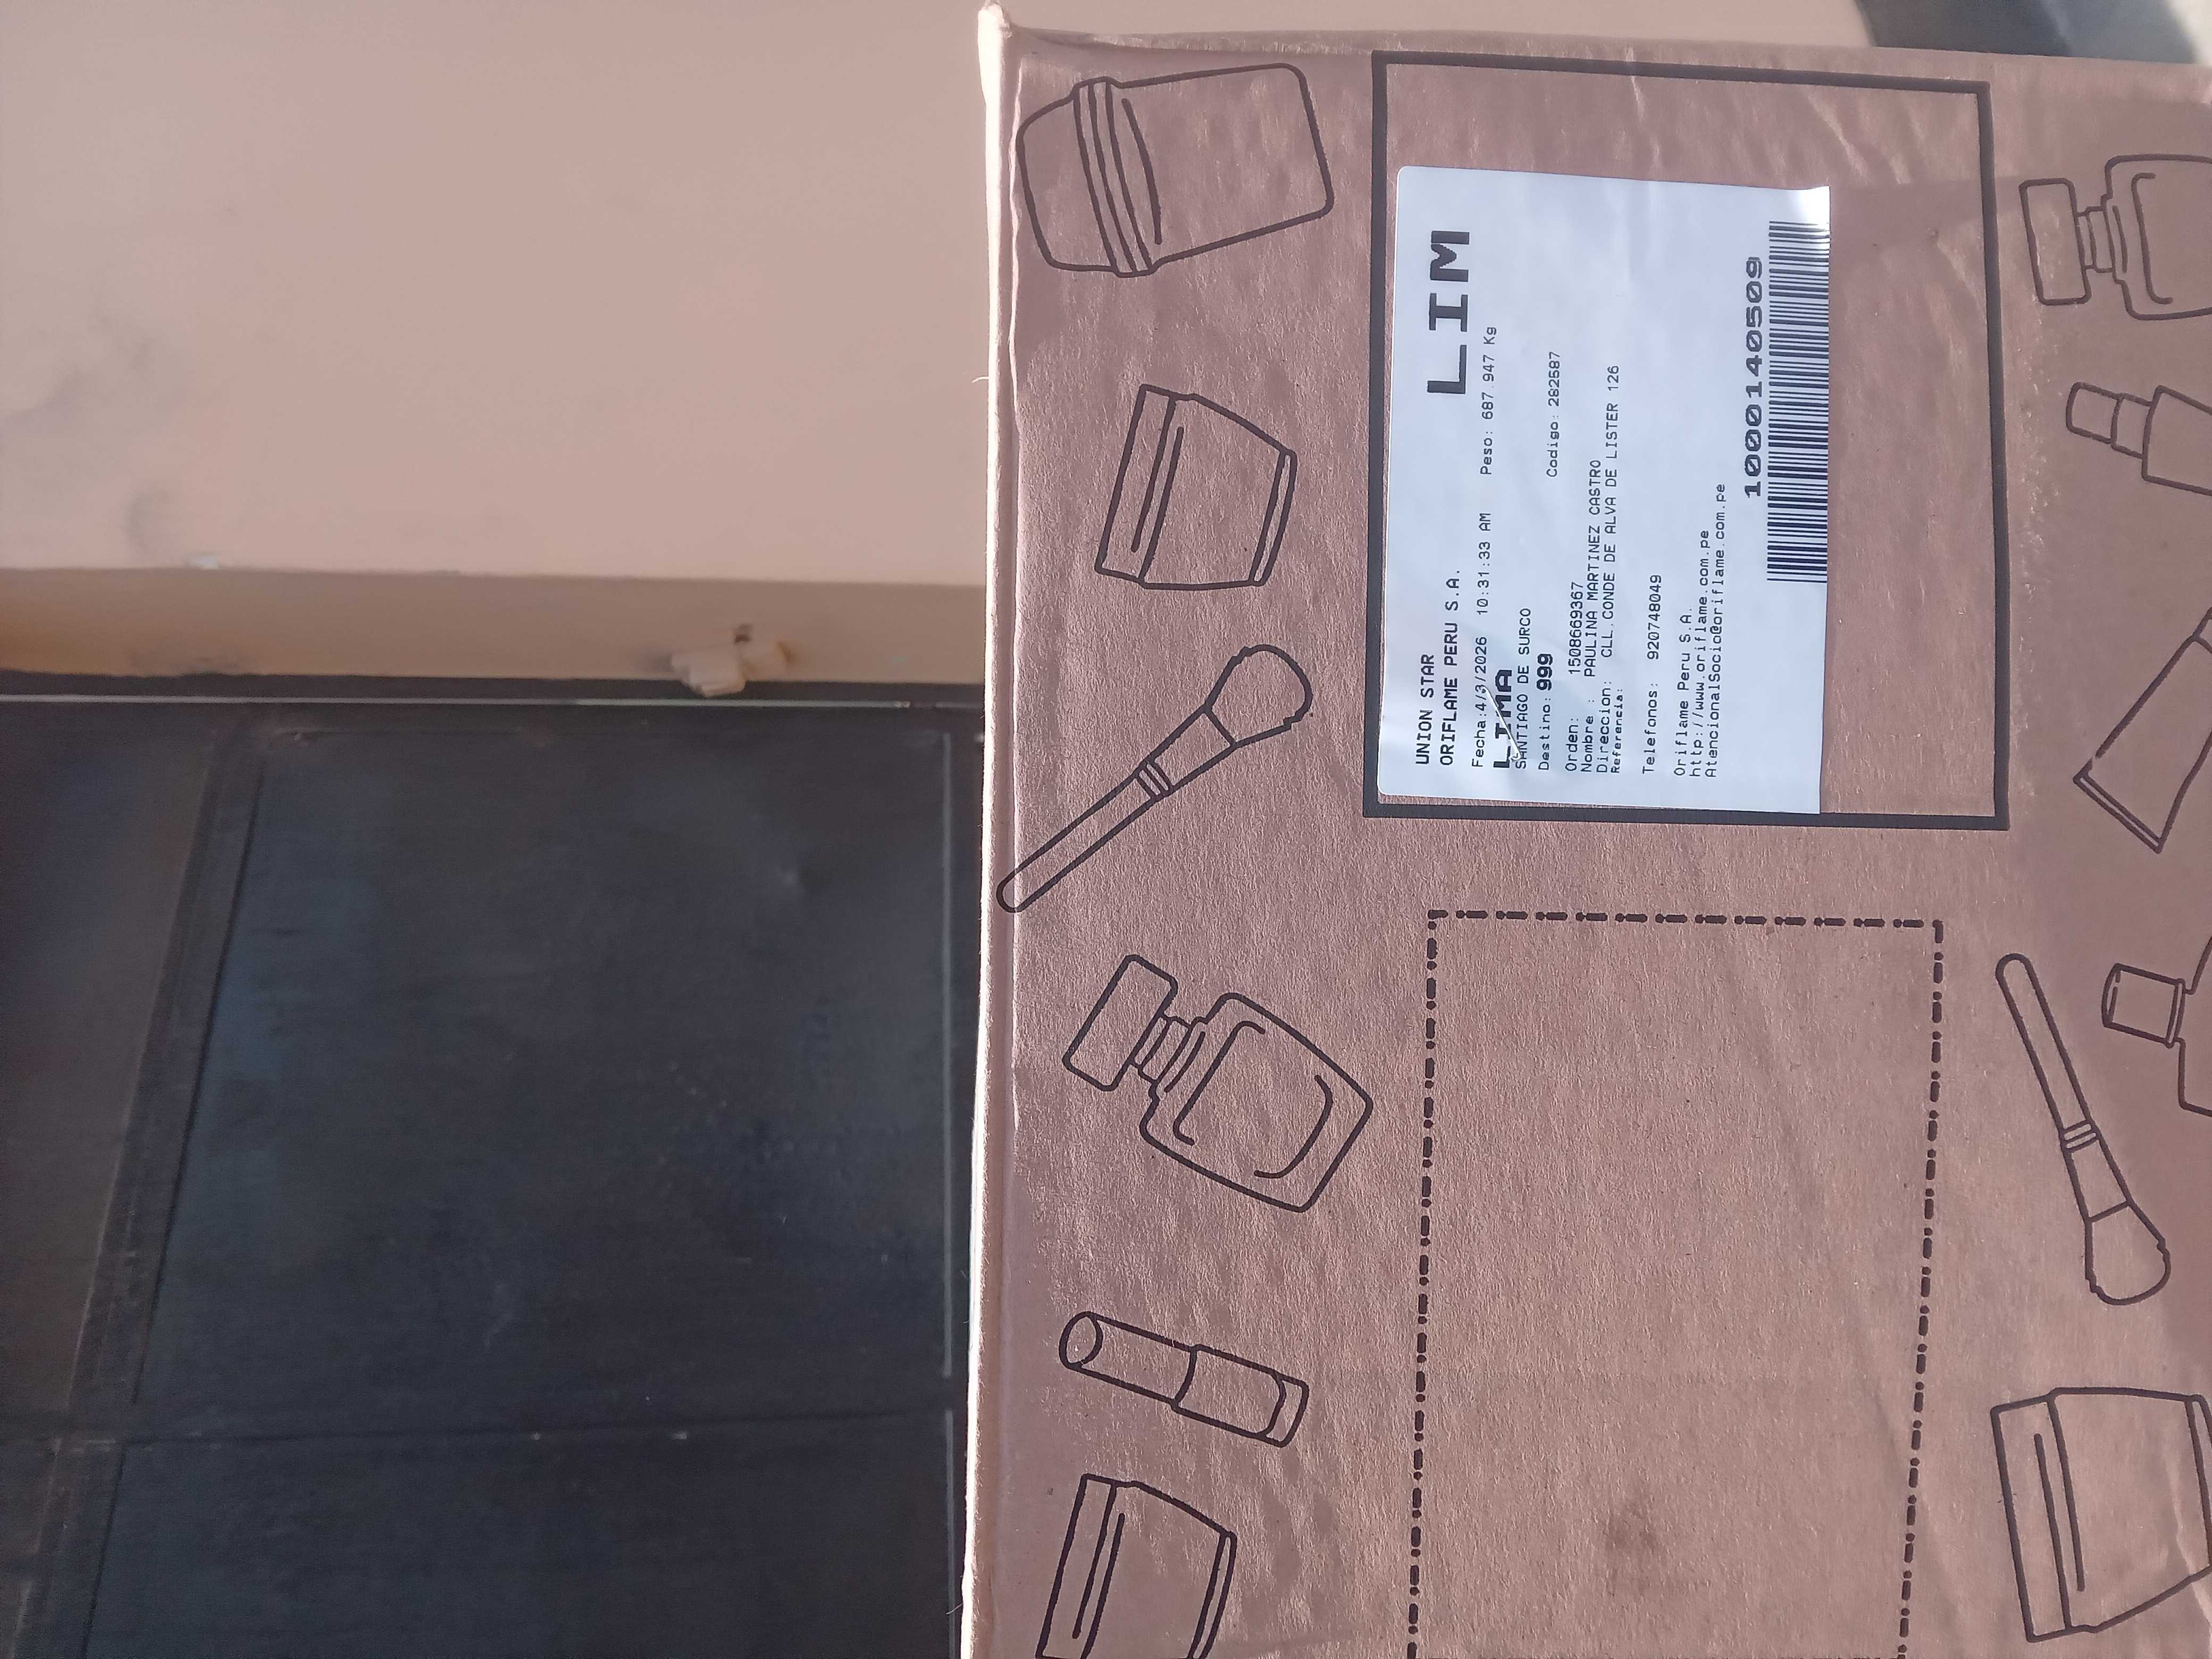 UNION STAR
LIM
ORIFLAME PERU S.A.
Fecha:4/3/2026 10:31:33 AM Peso: 687.947 Kg
LIMA
SANTIAGO DE SURCO
Destino: 999 Codigo: 282587
Orden: 1508669367
Nombre : PAULINA MARTINEZ CASTRO
Direccion: CLL.CONDE DE ALVA DE LISTER 126
Referencia:
Telefonos: 920748049
Oriflame Peru S.A.
http://www.oriflame.com.pe
AtencionalSocio@oriflame.com.pe
1000140509